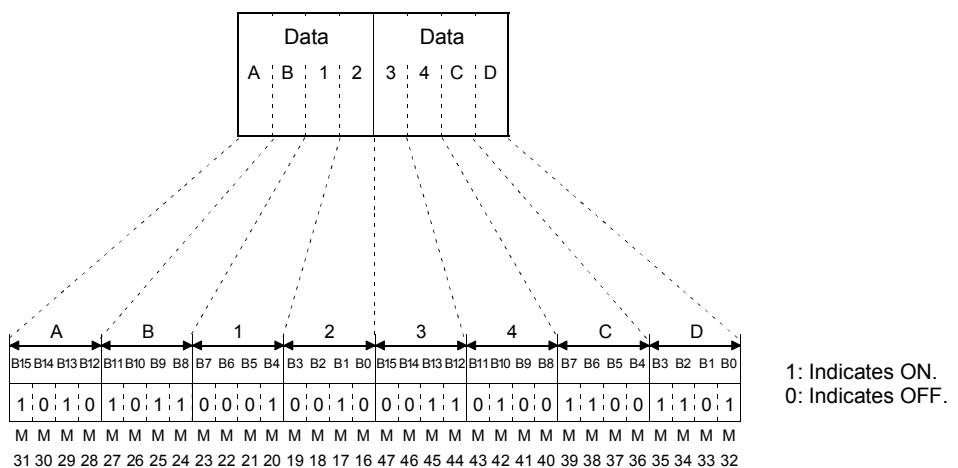 Data Data
A B 1 2 3 4 C D
A B 1 2 3 4 C D
B15 B14 B13 B12 B11 B10 B9 B8 B7 B6 B5 B4 B3 B2 B1 B0 B15 B14 B13 B12 B11 B10 B9 B8 B7 B6 B5 B4 B3 B2 B1 B0
1: Indicates ON.
1 0 1 0 1 0 1 1 0 0 0 1 0 0 1 0 0 0 1 1 0 1 0 0 1 1 0 0 1 1 0 1
0: Indicates OFF.
M M M M M M M M M M M M M M M M M M M M M M M M M M M M M M M M
31 30 29 28 27 26 25 24 23 22 21 20 19 18 17 16 47 46 45 44 43 42 41 40 39 38 37 36 35 34 33 32